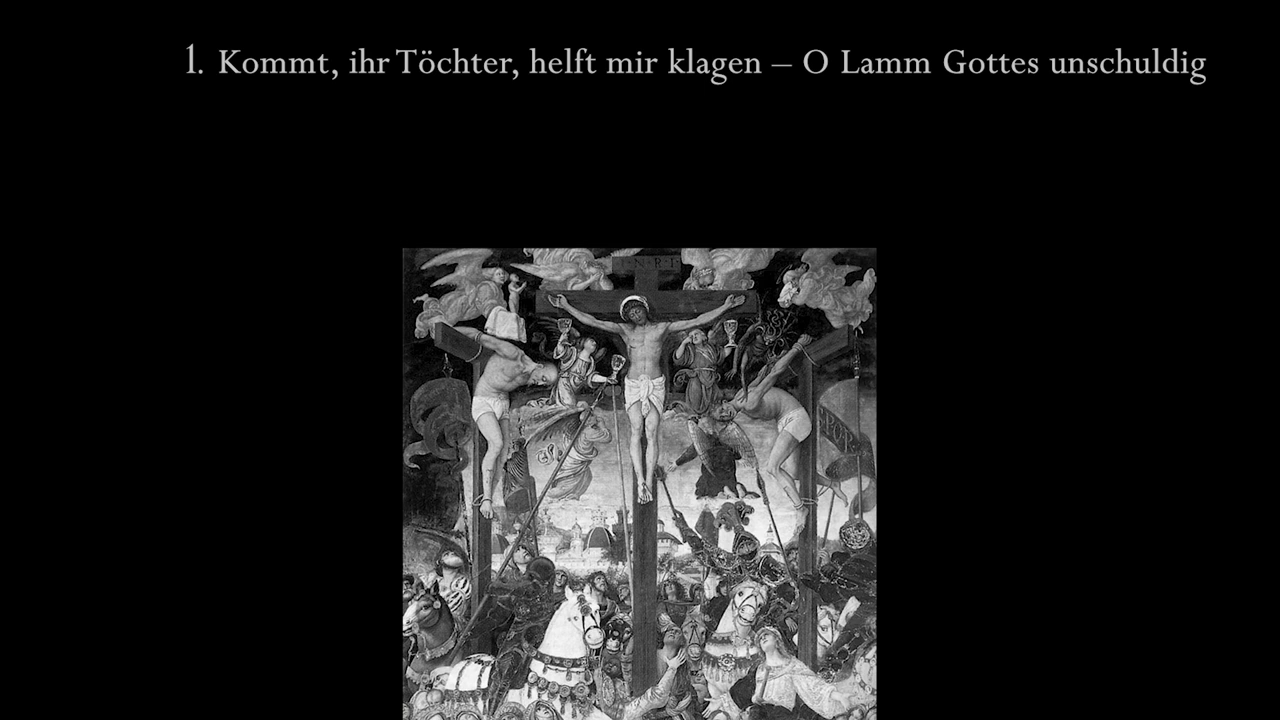 1. Kommt, ihr Töchter, helft mir klagen – O Lamm Gottes unschuldig
I·N·R·I